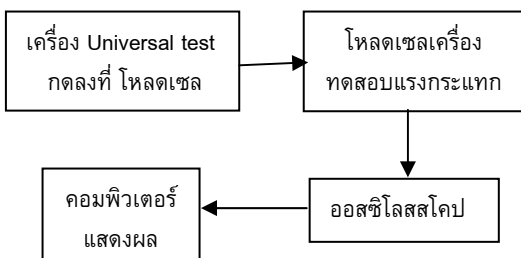 เครื่อง Universal test
กดลงที่ โหลดเซล
โหลดเซลเครื่อง
ทดสอบแรงกระแทก
ออสซิโลสสโคป
คอมพิวเตอร์
แสดงผล